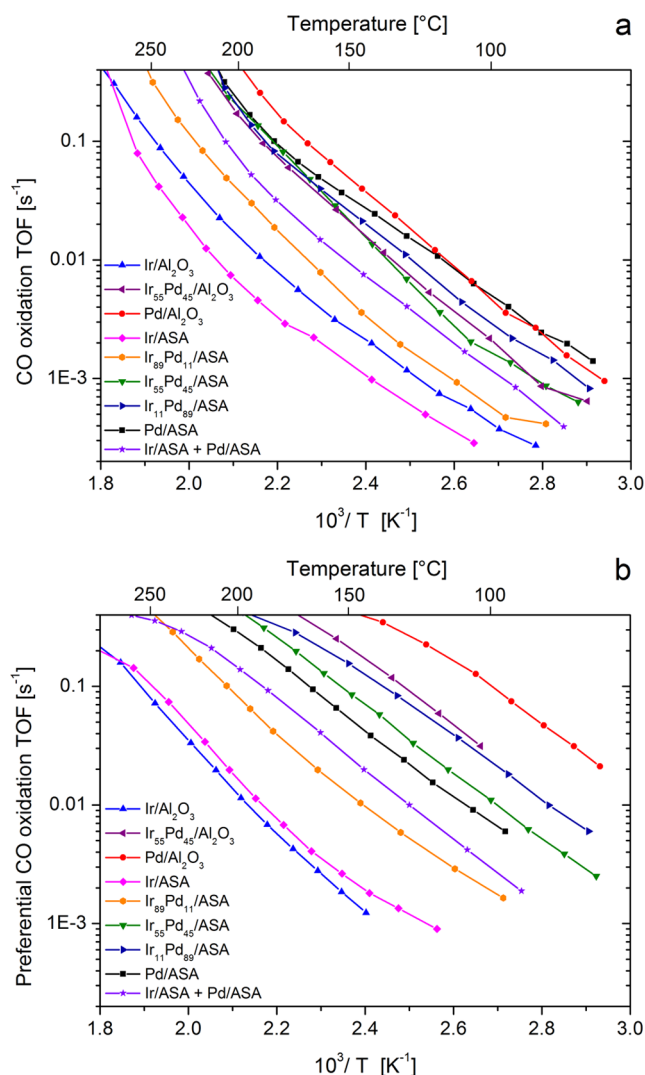 Temperature [°C]
a
250 200 150 100
CO oxidation TOF [s⁻¹]
0.1
0.01
1E-3
Ir/Al₂O₃
Ir₅₅Pd₄₅/Al₂O₃
Pd/Al₂O₃
Ir/ASA
Ir₈₉Pd₁₁/ASA
Ir₅₅Pd₄₅/ASA
Ir₁₁Pd₈₉/ASA
Pd/ASA
Ir/ASA + Pd/ASA
1.8 2.0 2.2 2.4 2.6 2.8 3.0
10³/ T [K⁻¹]
Temperature [°C]
b
250 200 150 100
Preferential CO oxidation TOF [s⁻¹]
0.1
0.01
1E-3
Ir/Al₂O₃
Ir₅₅Pd₄₅/Al₂O₃
Pd/Al₂O₃
Ir/ASA
Ir₈₉Pd₁₁/ASA
Ir₅₅Pd₄₅/ASA
Ir₁₁Pd₈₉/ASA
Pd/ASA
Ir/ASA + Pd/ASA
1.8 2.0 2.2 2.4 2.6 2.8 3.0
10³/ T [K⁻¹]